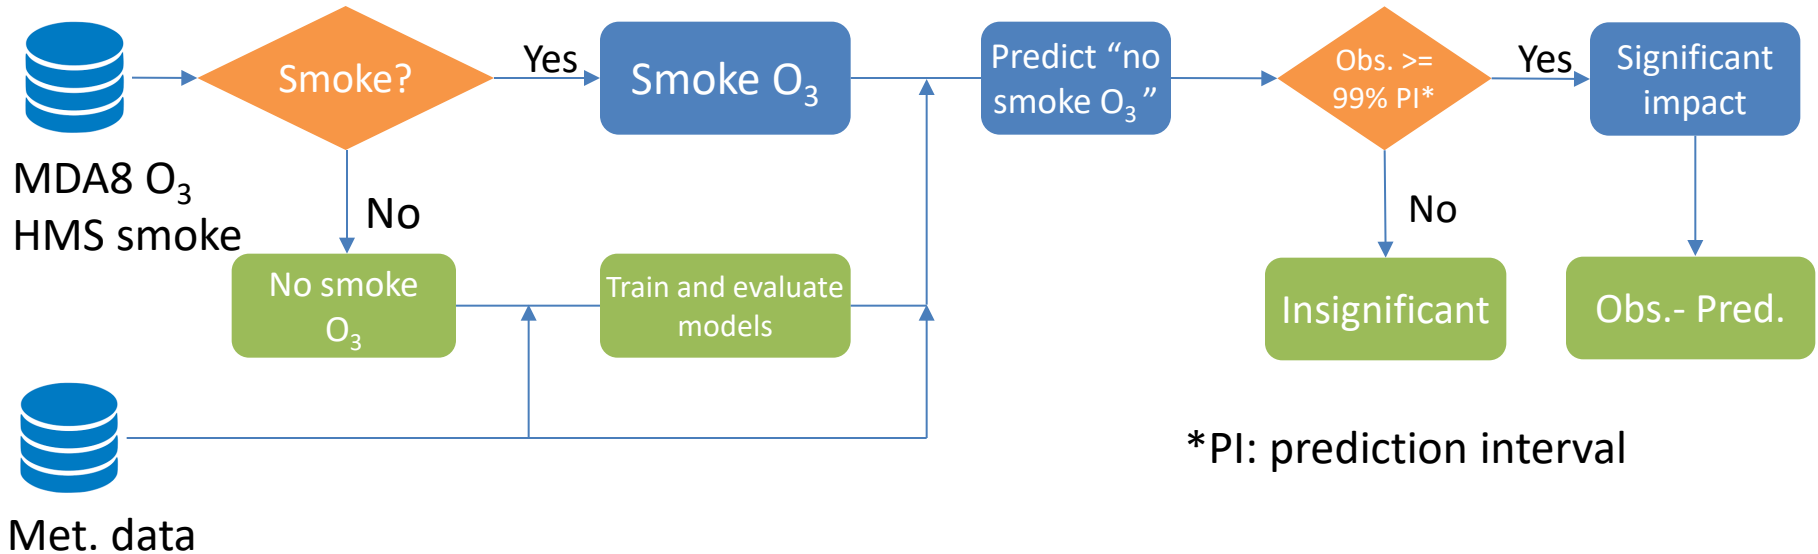 MDA8 O₃
HMS smoke
Smoke?
Yes
No
Smoke O₃
No smoke
O₃
Train and evaluate
models
Met. data
Predict “no
smoke O₃ ”
Obs. >=
99% PI*
Yes
No
Significant
impact
Insignificant
Obs.- Pred.
*PI: prediction interval